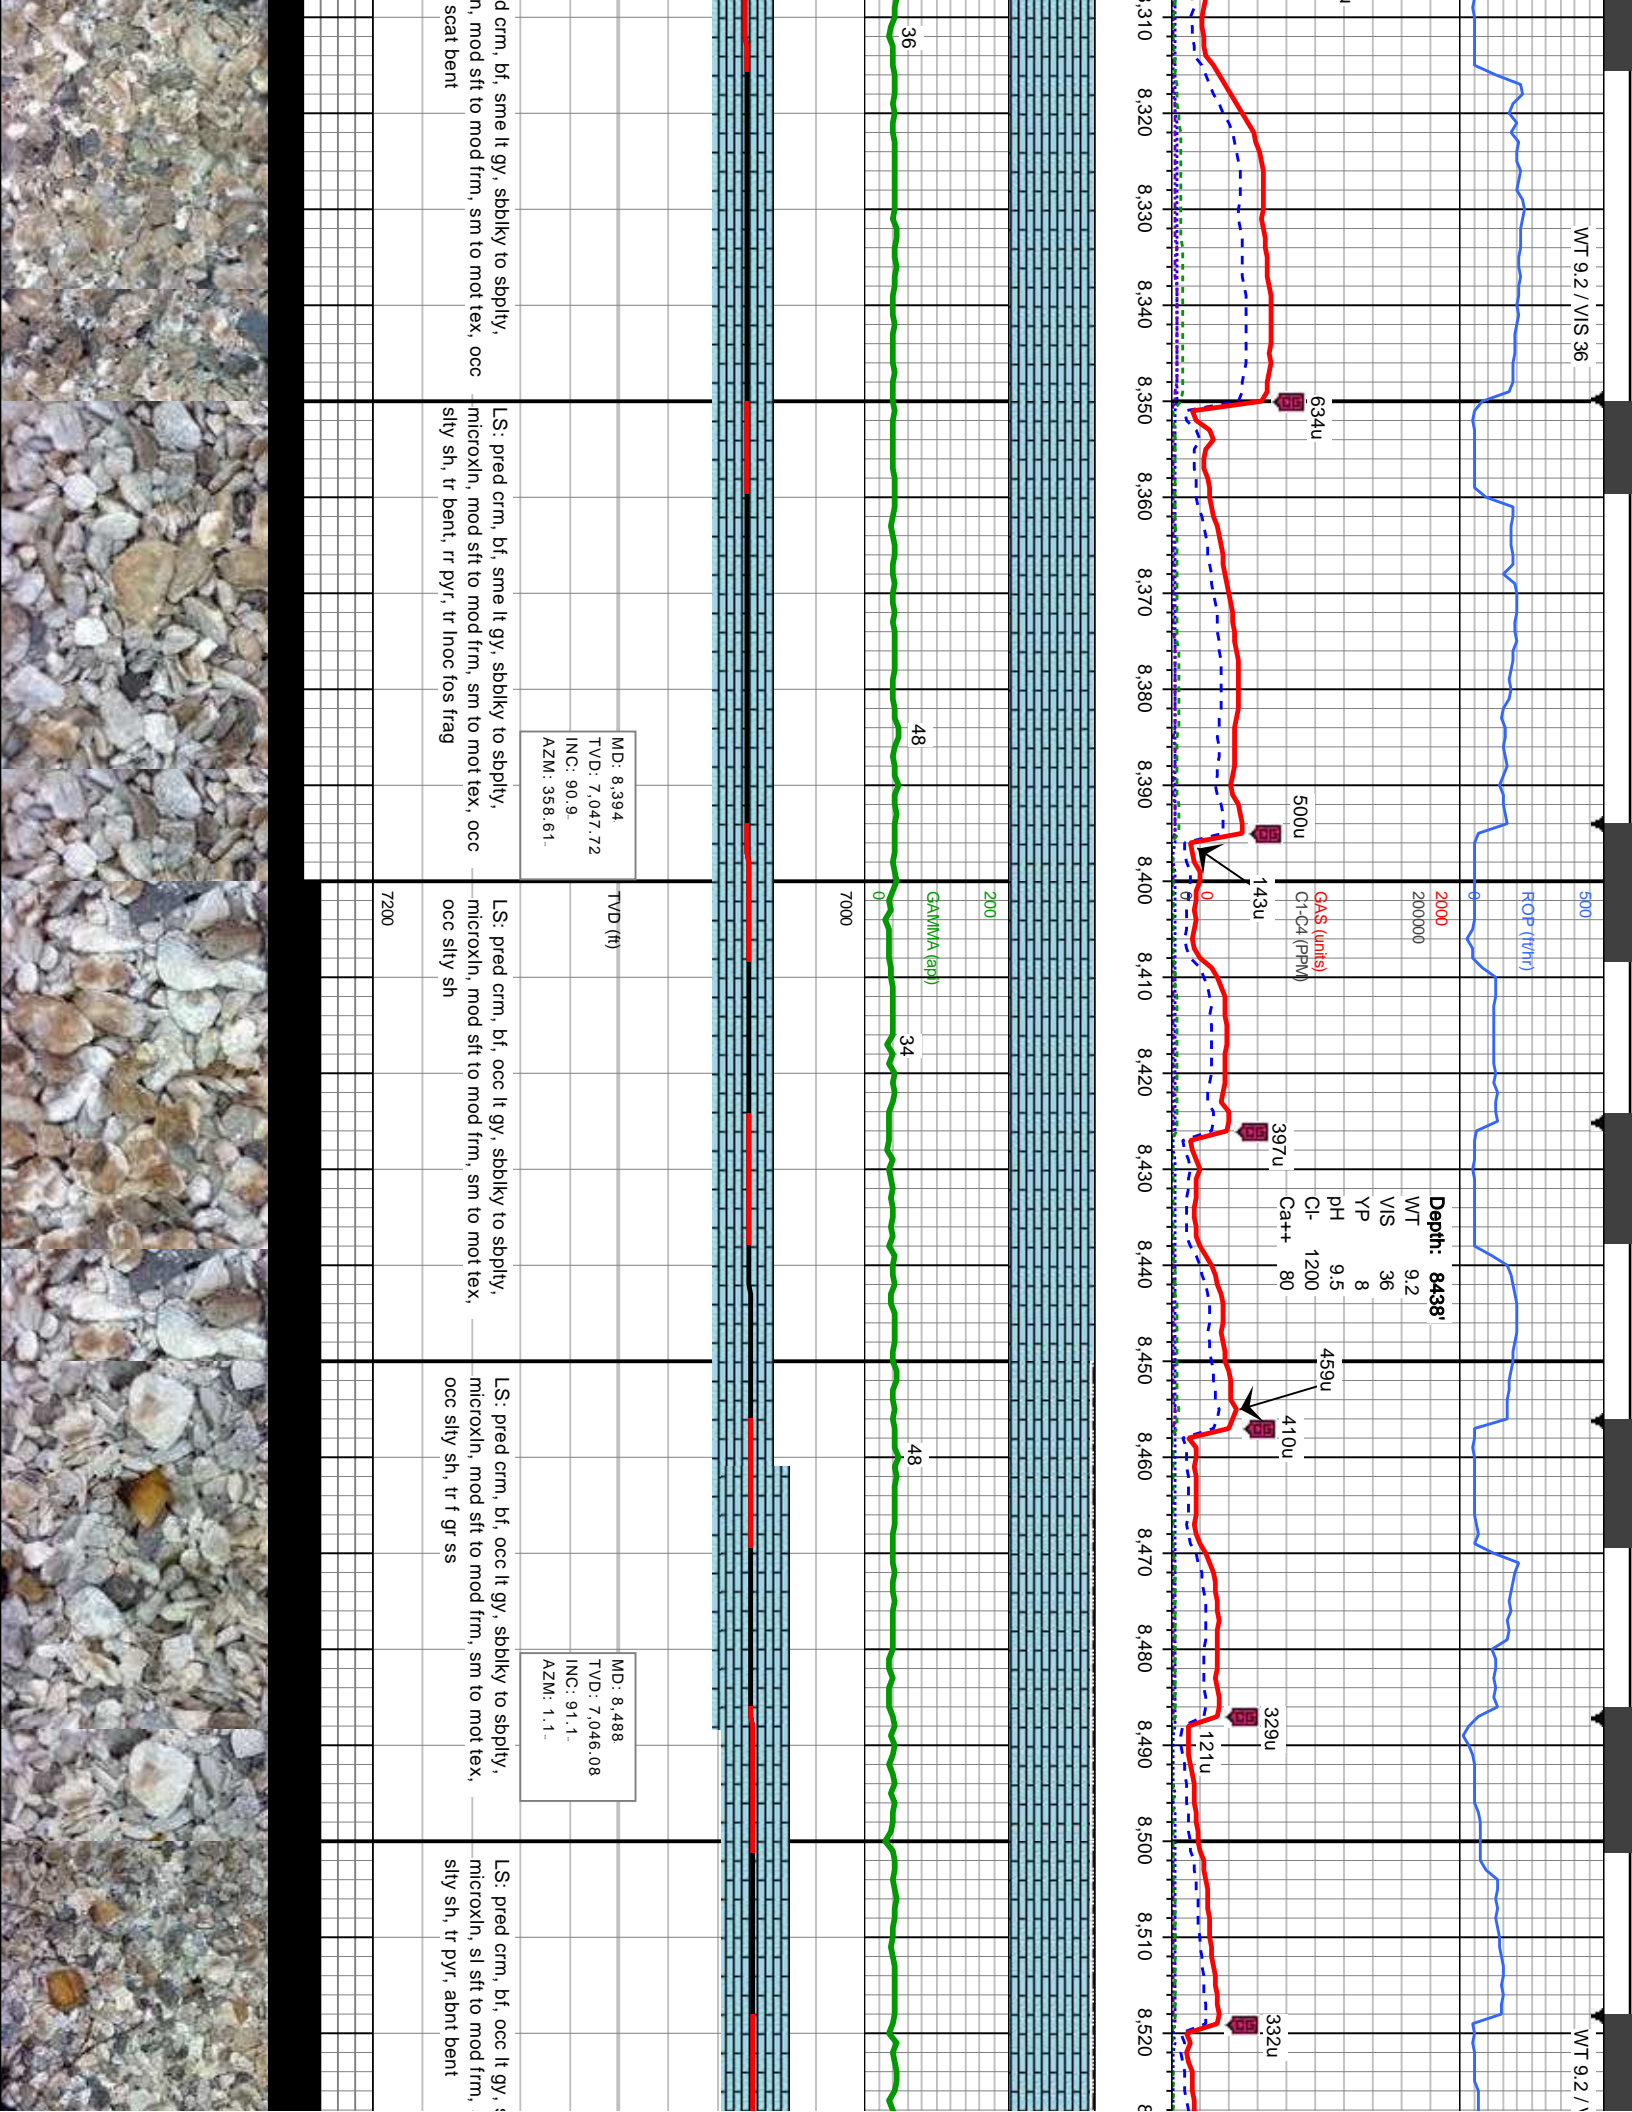 WT 9.2 / VIS 36
WT 9.2 /
500
ROP (ft/hr)
0
2000
200000
GAS (units)
C1-C4 (PPM)
0
0
634u
500u
143u
397u
Depth: 8438'
WT 9.2
VIS 36
YP 8
pH 9.5
Cl- 1200
Ca++ 80
459u
410u
329u
121u
332u
8,310
8,320
8,330
8,340
8,350
8,360
8,370
8,380
8,390
8,400
8,410
8,420
8,430
8,440
8,450
8,460
8,470
8,480
8,490
8,500
8,510
8,520
200
GAMMA (api)
0
36
48
34
48
7000
TVD (ft)
7200
MD: 8,394
TVD: 7,047.72
INC: 90.9
AZM: 358.61
MD: 8,488
TVD: 7,046.08
INC: 91.1
AZM: 1.1
d crm, bf, sme lt gy, sbblky to sbplty,
n, mod sft to mod frm, sm to mot tex, occ
scat bent
LS: pred crm, bf, sme lt gy, sbblky to sbplty,
microxln, mod sft to mod frm, sm to mot tex, occ
slty sh, tr bent, rr pyr, tr Inoc fos frag
LS: pred crm, bf, occ lt gy, sbblky to sbplty,
microxln, mod sft to mod frm, sm to mot tex,
occ slty sh
LS: pred crm, bf, occ lt gy, sbblky to sbplty,
microxln, mod sft to mod frm, sm to mot tex,
occ slty sh, tr f gr ss
LS: pred crm, bf, occ lt gy,
microxln, sl sft to mod frm,
slty sh, tr pyr, abnt bent